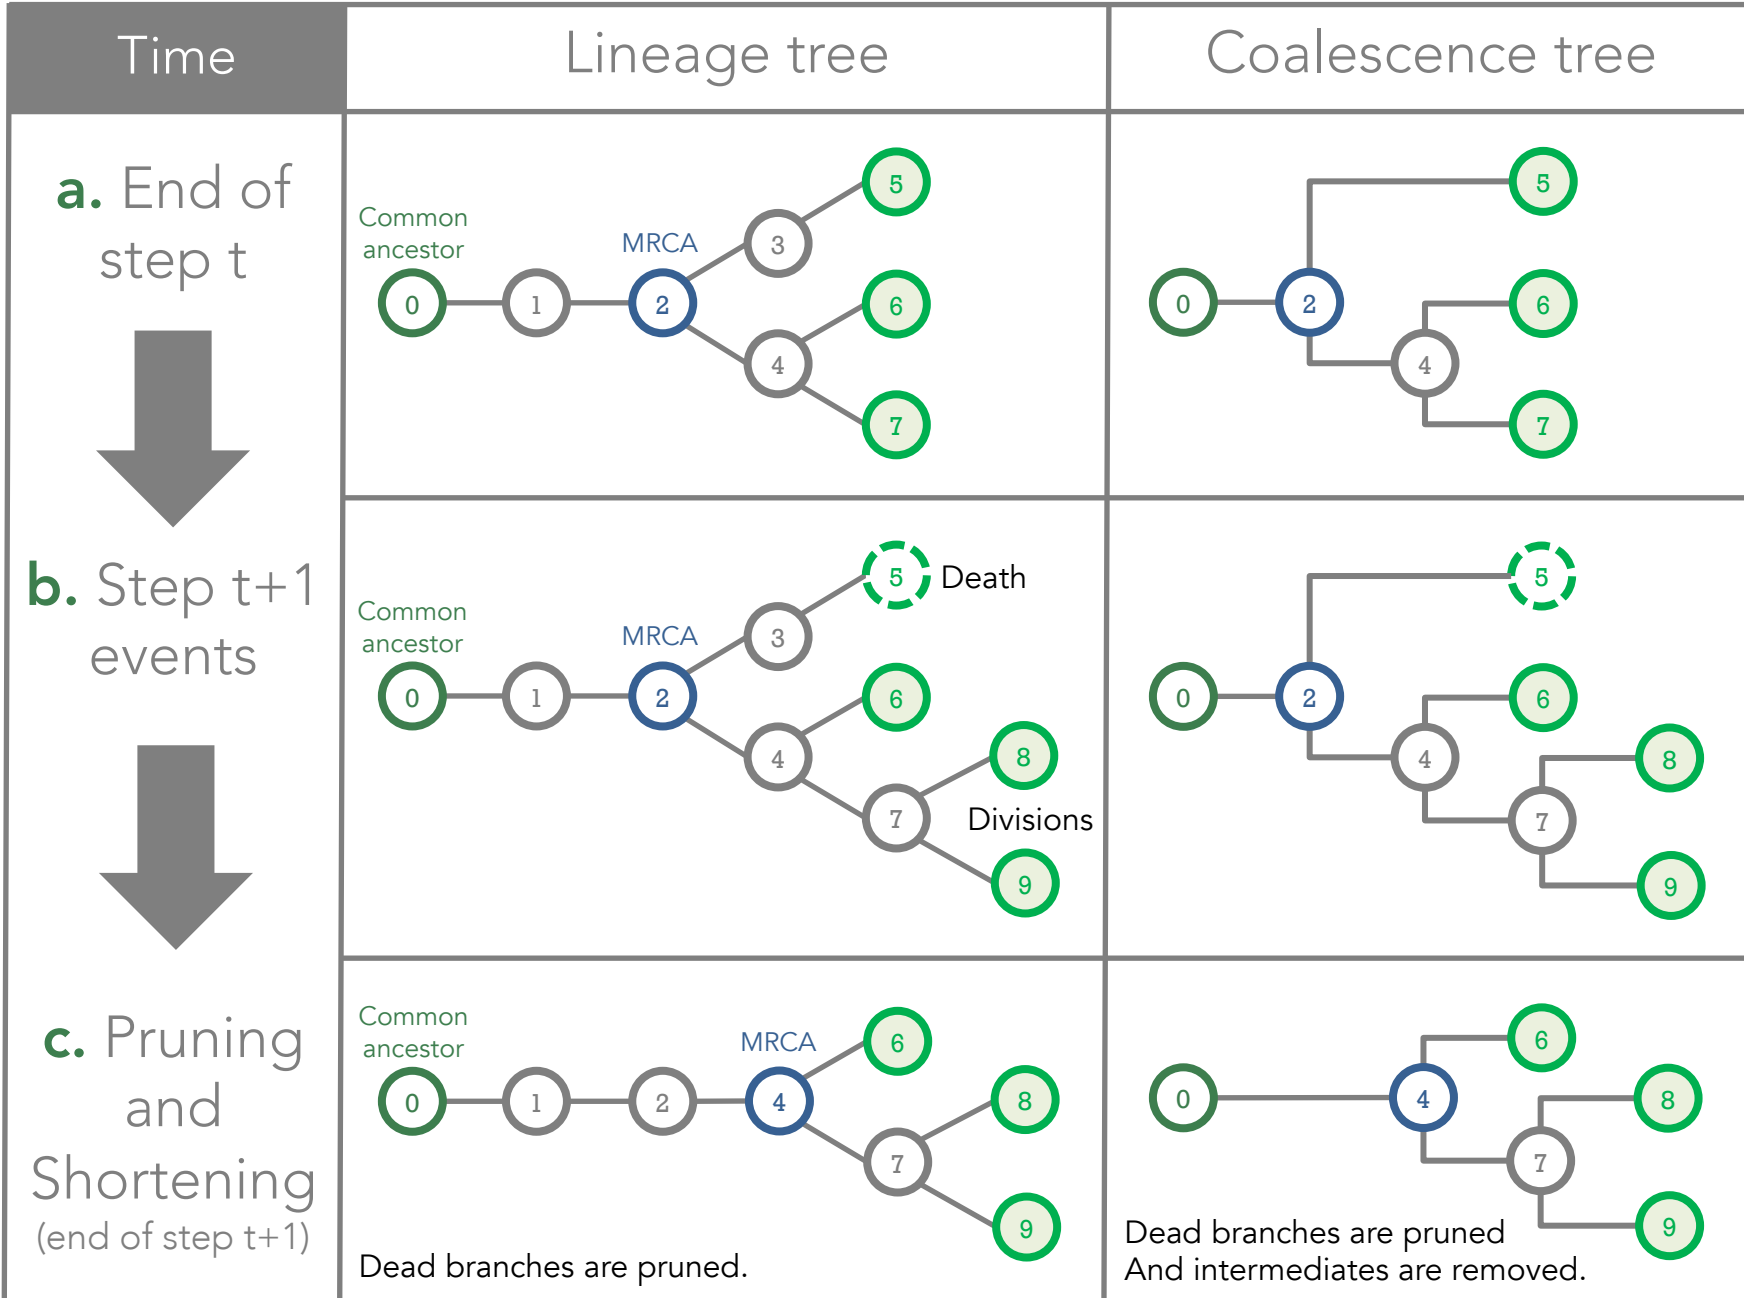 Time
Lineage tree
Coalescence tree
a. End of
step t
Common
ancestor
MRCA
0
1
2
3
4
5
6
7
0
2
4
5
6
7
b. Step t+1
events
Common
ancestor
MRCA
0
1
2
3
4
5
Death
6
7
8
Divisions
9
0
2
4
5
6
7
8
9
c. Pruning
and
Shortening
(end of step t+1)
Common
ancestor
MRCA
0
1
2
4
6
7
8
9
Dead branches are pruned.
0
4
6
7
8
9
Dead branches are pruned
And intermediates are removed.